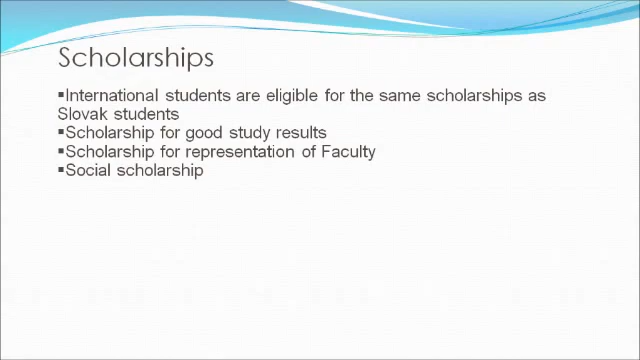 Scholarships
▪International students are eligible for the same scholarships as
Slovak students
▪Scholarship for good study results
▪Scholarship for representation of Faculty
▪Social scholarship